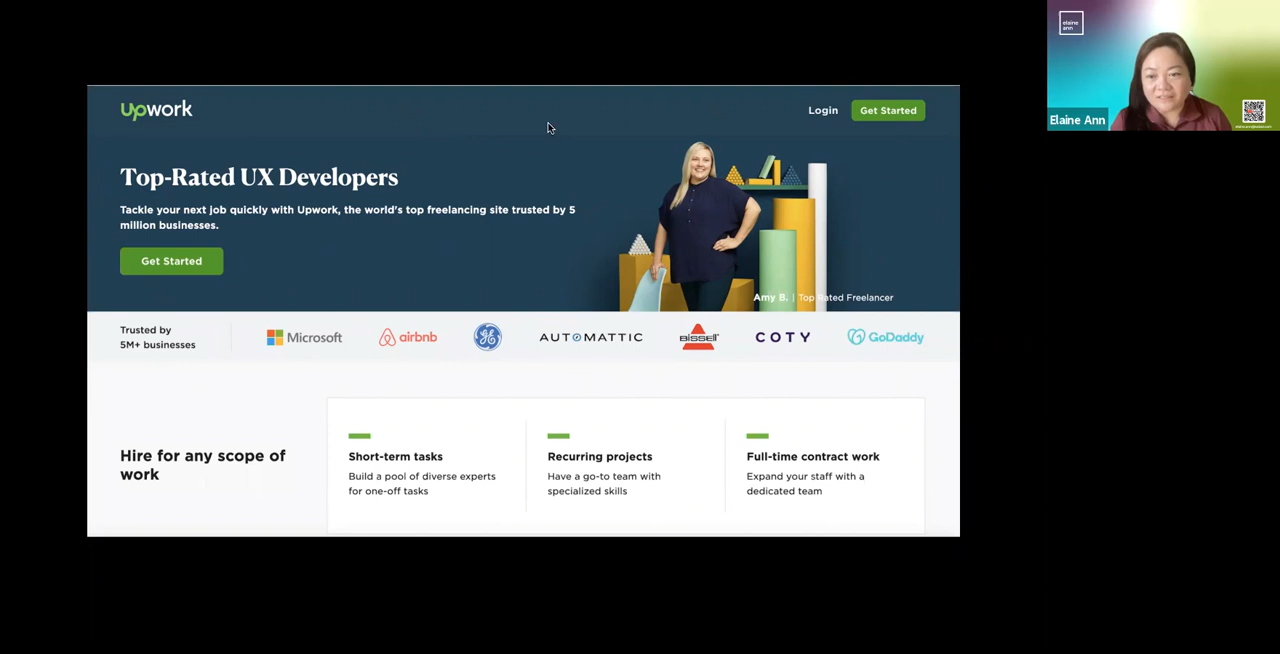 Upwork
Login
Get Started
Top-Rated UX Developers
Tackle your next job quickly with Upwork, the world's top freelancing site trusted by 5
million businesses.
Get Started
Amy B. | Top Rated Freelancer
Trusted by
5M+ businesses
Microsoft
airbnb
GE
AUTOMATTIC
BISSELL
COTY
GoDaddy
Hire for any scope of
work
Short-term tasks
Build a pool of diverse experts
for one-off tasks
Recurring projects
Have a go-to team with
specialized skills
Full-time contract work
Expand your staff with a
dedicated team
elaine
ann
Elaine Ann